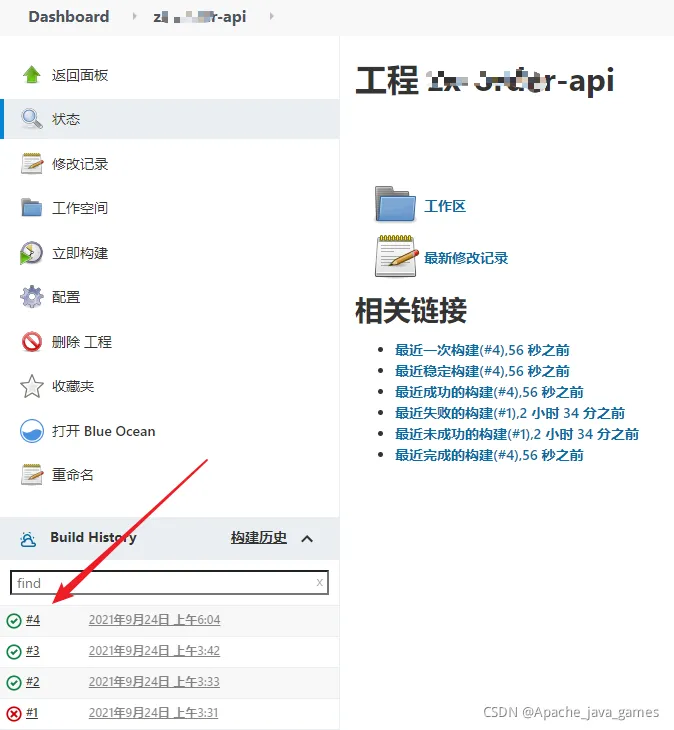 Dashboard
-api
返回面板
状态
修改记录
工作空间
立即构建
配置
删除 工程
收藏夹
打开 Blue Ocean
重命名
Build History
构建历史
find
x
#4 2021年9月24日 上午6:04
#3 2021年9月24日 上午3:42
#2 2021年9月24日 上午3:33
#1 2021年9月24日 上午3:31
工程
-api
工作区
最新修改记录
相关链接
最近一次构建(#4),56 秒之前
最近稳定构建(#4),56 秒之前
最近成功的构建(#4),56 秒之前
最近失败的构建(#1),2 小时 34 分之前
最近未成功的构建(#1),2 小时 34 分之前
最近完成的构建(#4),56 秒之前
CSDN @Apache_java_games